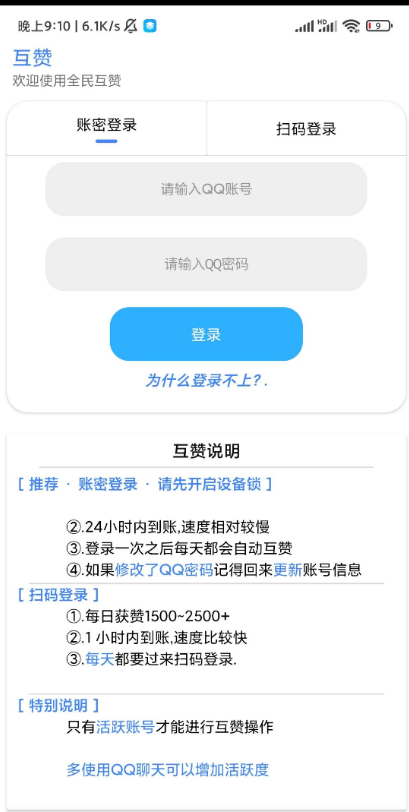 晚上9:10 | 6.1K/s
HD
9
互赞
欢迎使用全民互赞
账密登录
扫码登录
请输入QQ账号
请输入QQ密码
登录
为什么登录不上? .
互赞说明
[ 推荐 · 账密登录 · 请先开启设备锁 ]
②.24小时内到账,速度相对较慢
③.登录一次之后每天都会自动互赞
④.如果修改了QQ密码记得回来更新账号信息
[ 扫码登录 ]
①.每日获赞1500~2500+
②.1 小时内到账,速度比较快
③.每天都要过来扫码登录.
[ 特别说明 ]
只有活跃账号才能进行互赞操作
多使用QQ聊天可以增加活跃度